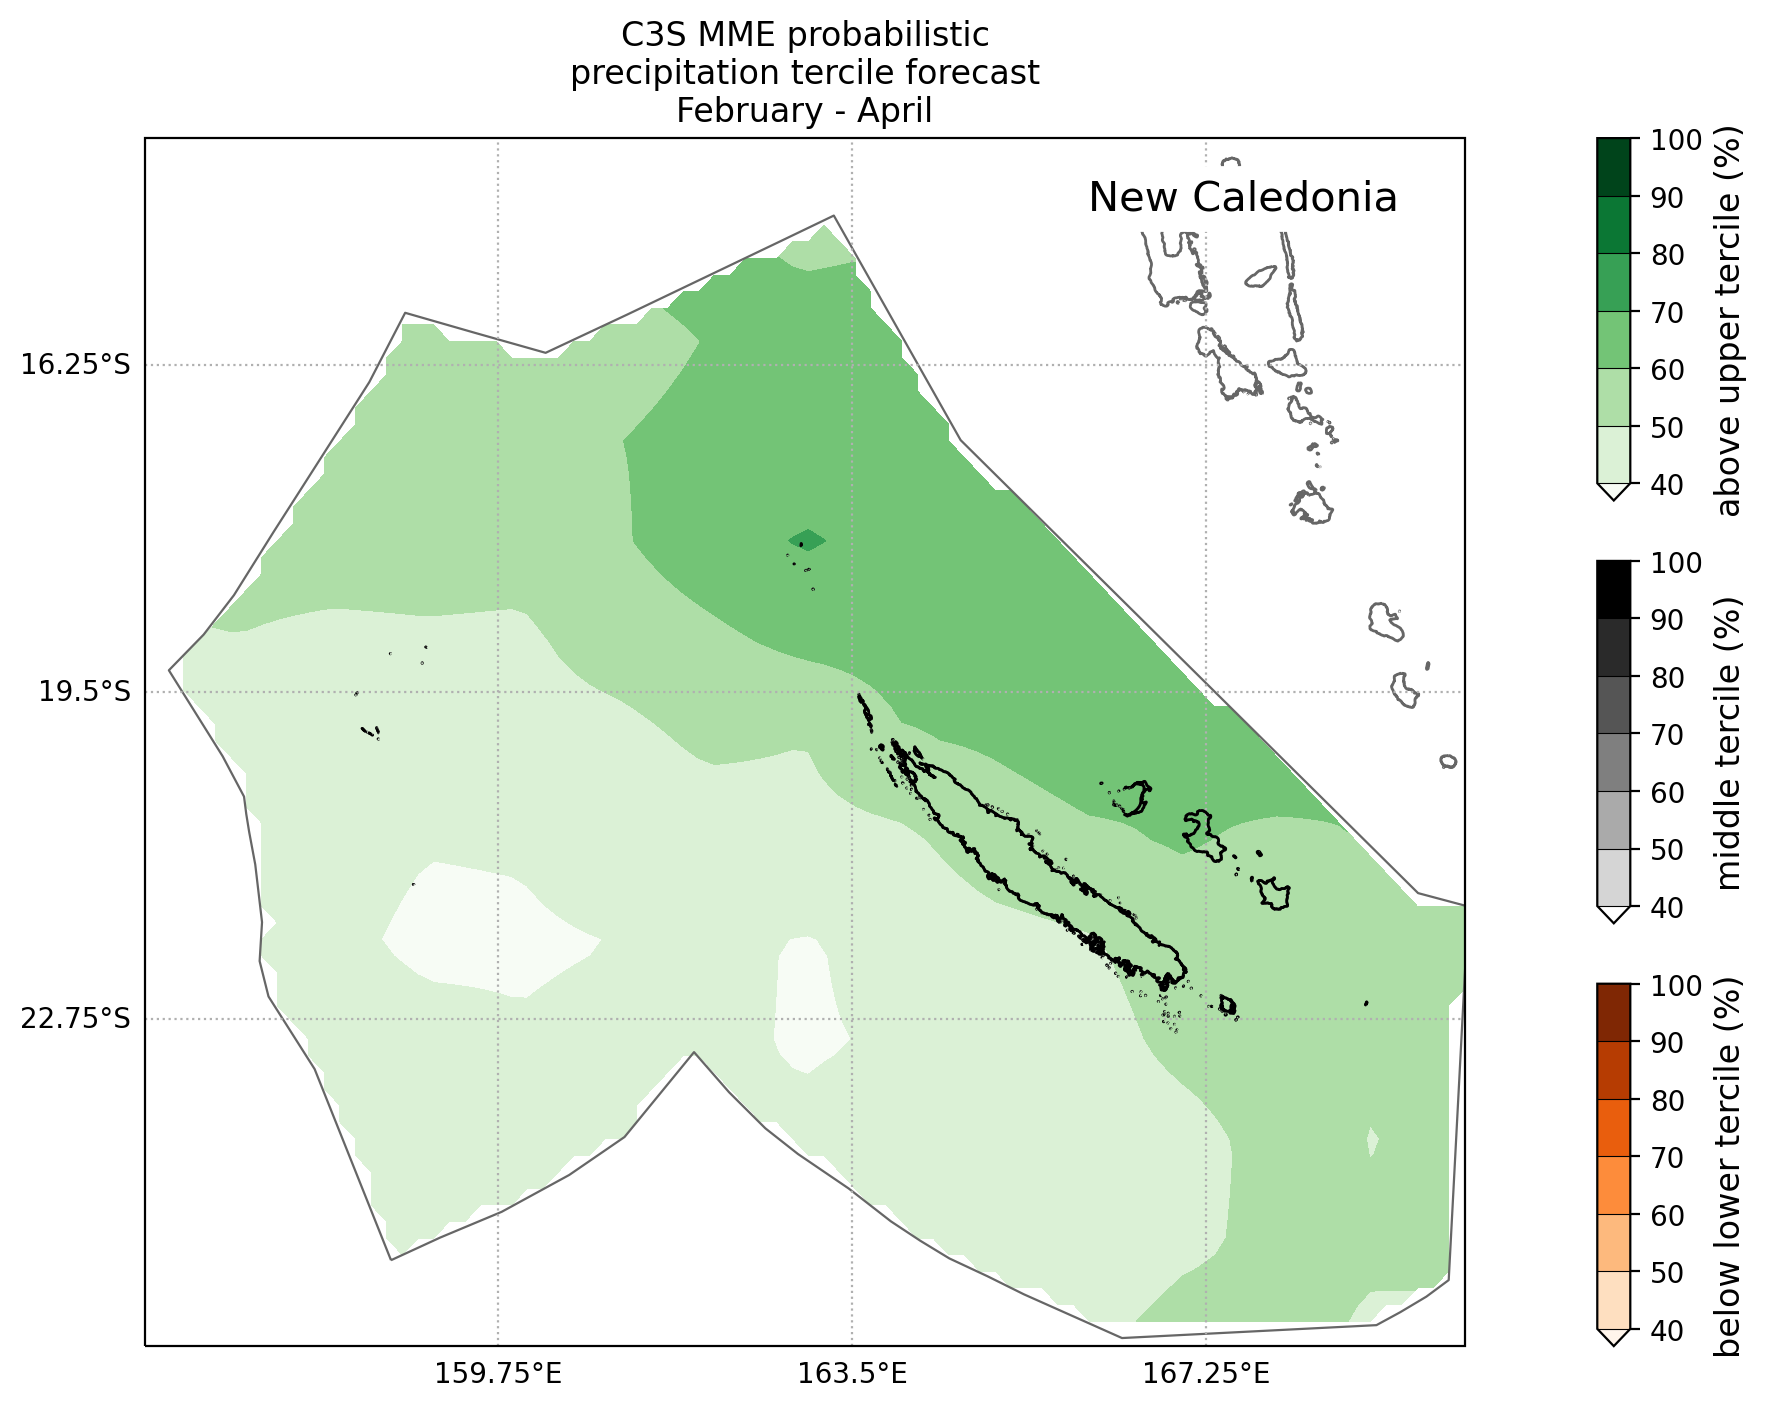 C3S MME probabilistic
precipitation tercile forecast
February - April
New Caledonia
16.25°S
19.5°S
22.75°S
159.75°E
163.5°E
167.25°E
100
90
80
70
60
50
40
above upper tercile (%)
100
90
80
70
60
50
40
middle tercile (%)
100
90
80
70
60
50
40
below lower tercile (%)